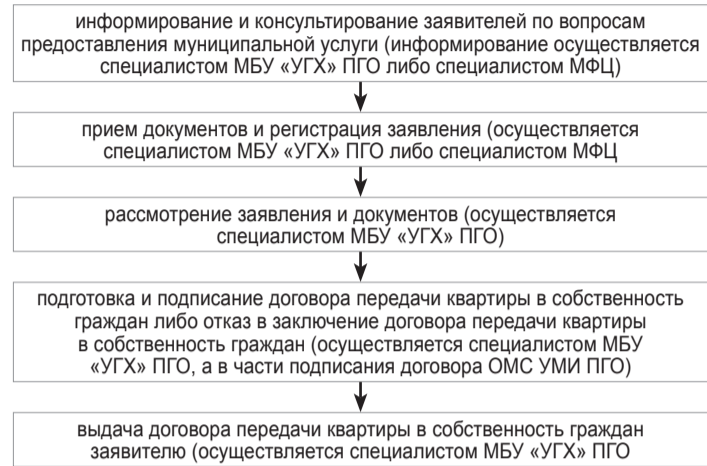 информирование и консультирование заявителей по вопросам
предоставления муниципальной услуги (информирование осуществляется
специалистом МБУ «УГХ» ПГО либо специалистом МФЦ)
прием документов и регистрация заявления (осуществляется
специалистом МБУ «УГХ» ПГО либо специалистом МФЦ
рассмотрение заявления и документов (осуществляется
специалистом МБУ «УГХ» ПГО)
подготовка и подписание договора передачи квартиры в собственность
граждан либо отказ в заключение договора передачи квартиры
в собственность граждан (осуществляется специалистом МБУ
«УГХ» ПГО, а в части подписания договора ОМС УМИ ПГО)
выдача договора передачи квартиры в собственность граждан
заявителю (осуществляется специалистом МБУ «УГХ» ПГО